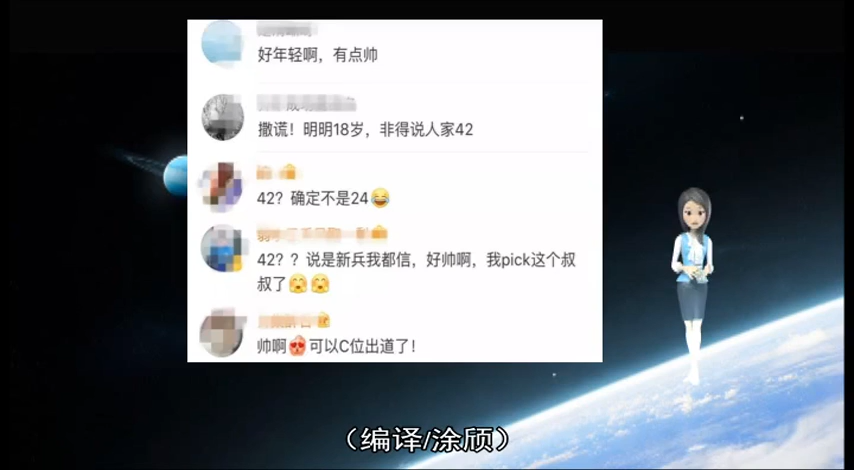 好年轻啊，有点帅
撒谎！明明18岁，非得说人家42
42？确定不是24
42？？说是新兵我都信，好帅啊，我pick这个叔
叔了
帅啊可以C位出道了！
（编译/涂颀）